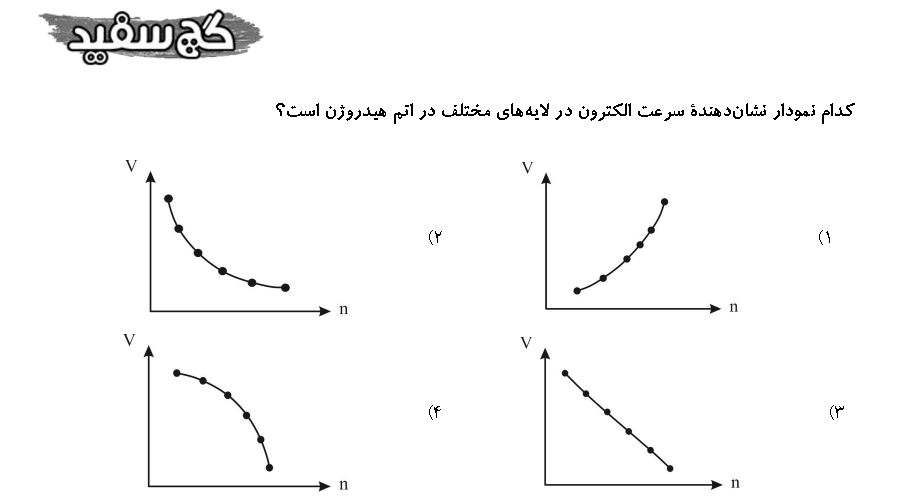 گچ سفید
کدام نمودار نشان‌دهندۀ سرعت الکترون در لایه‌های مختلف در اتم هیدروژن است؟
۱)
V
n
۲)
V
n
۳)
V
n
۴)
V
n